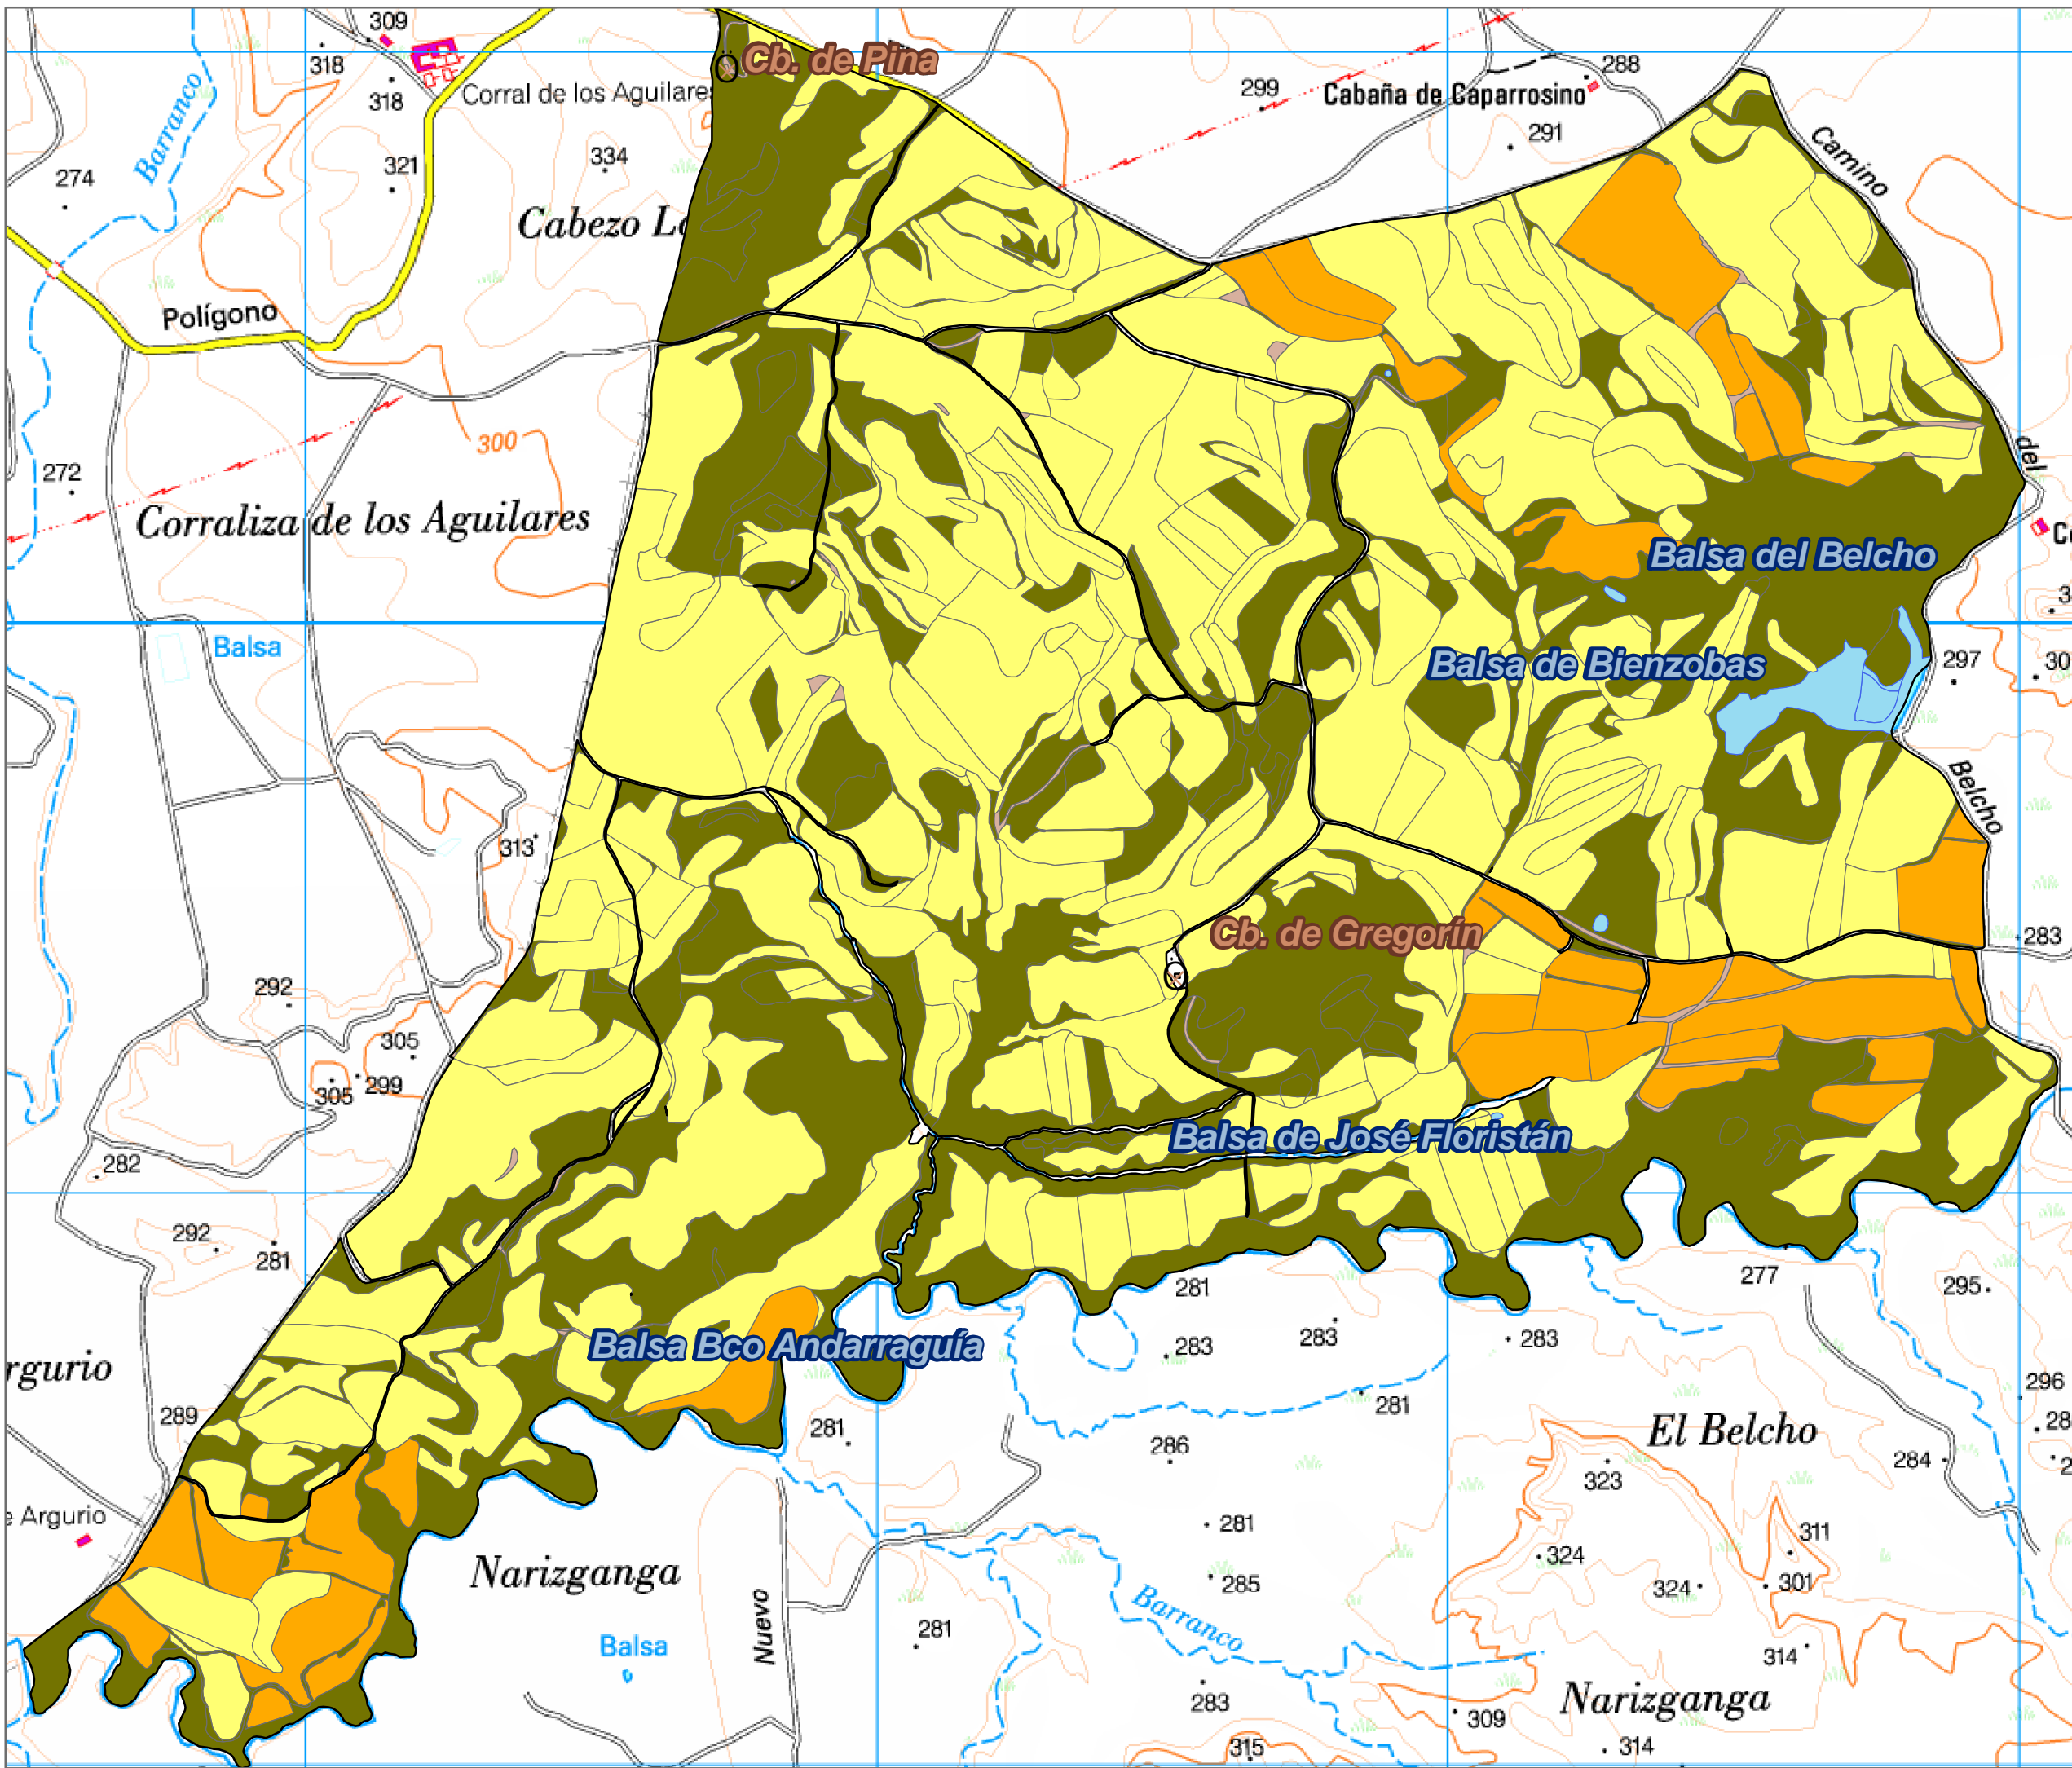 309
Cb. de Pina
318
288
Corral de los Aguilares
318
299
Cabaña de Caparrosino
Barranco
291
Camino
334
321
274
Cabezo
Polígono
300
del
272
Corraliza de los Aguilares
Balsa del Belcho
Balsa
Balsa de Bienzobas
297
30
Belcho
313
Cb. de Gregorín
283
292
305
305
299
Balsa de José Floristán
282
292
281
277
281
295
283
283
283
Balsa Bco Andarraguía
rgurio
296
281
289
281
28
El Belcho
286
284
323
Argurio
281
311
324
Narizganga
285
324
301
Nuevo
Barranco
281
Balsa
314
283
Narizganga
309
315
314